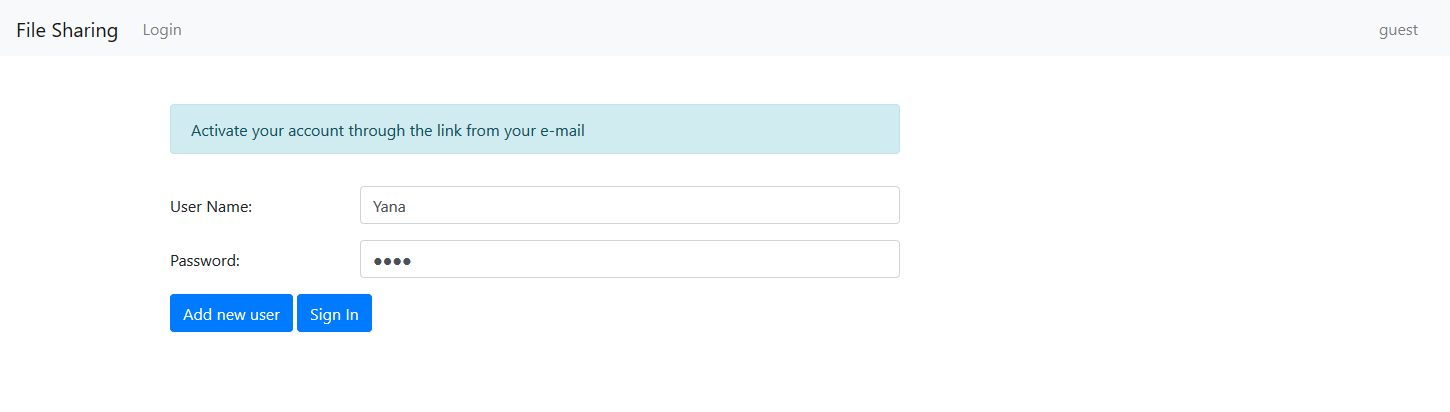 File Sharing Login guest
Activate your account through the link from your e-mail
User Name: Yana
Password: ●●●●
Add new user Sign In